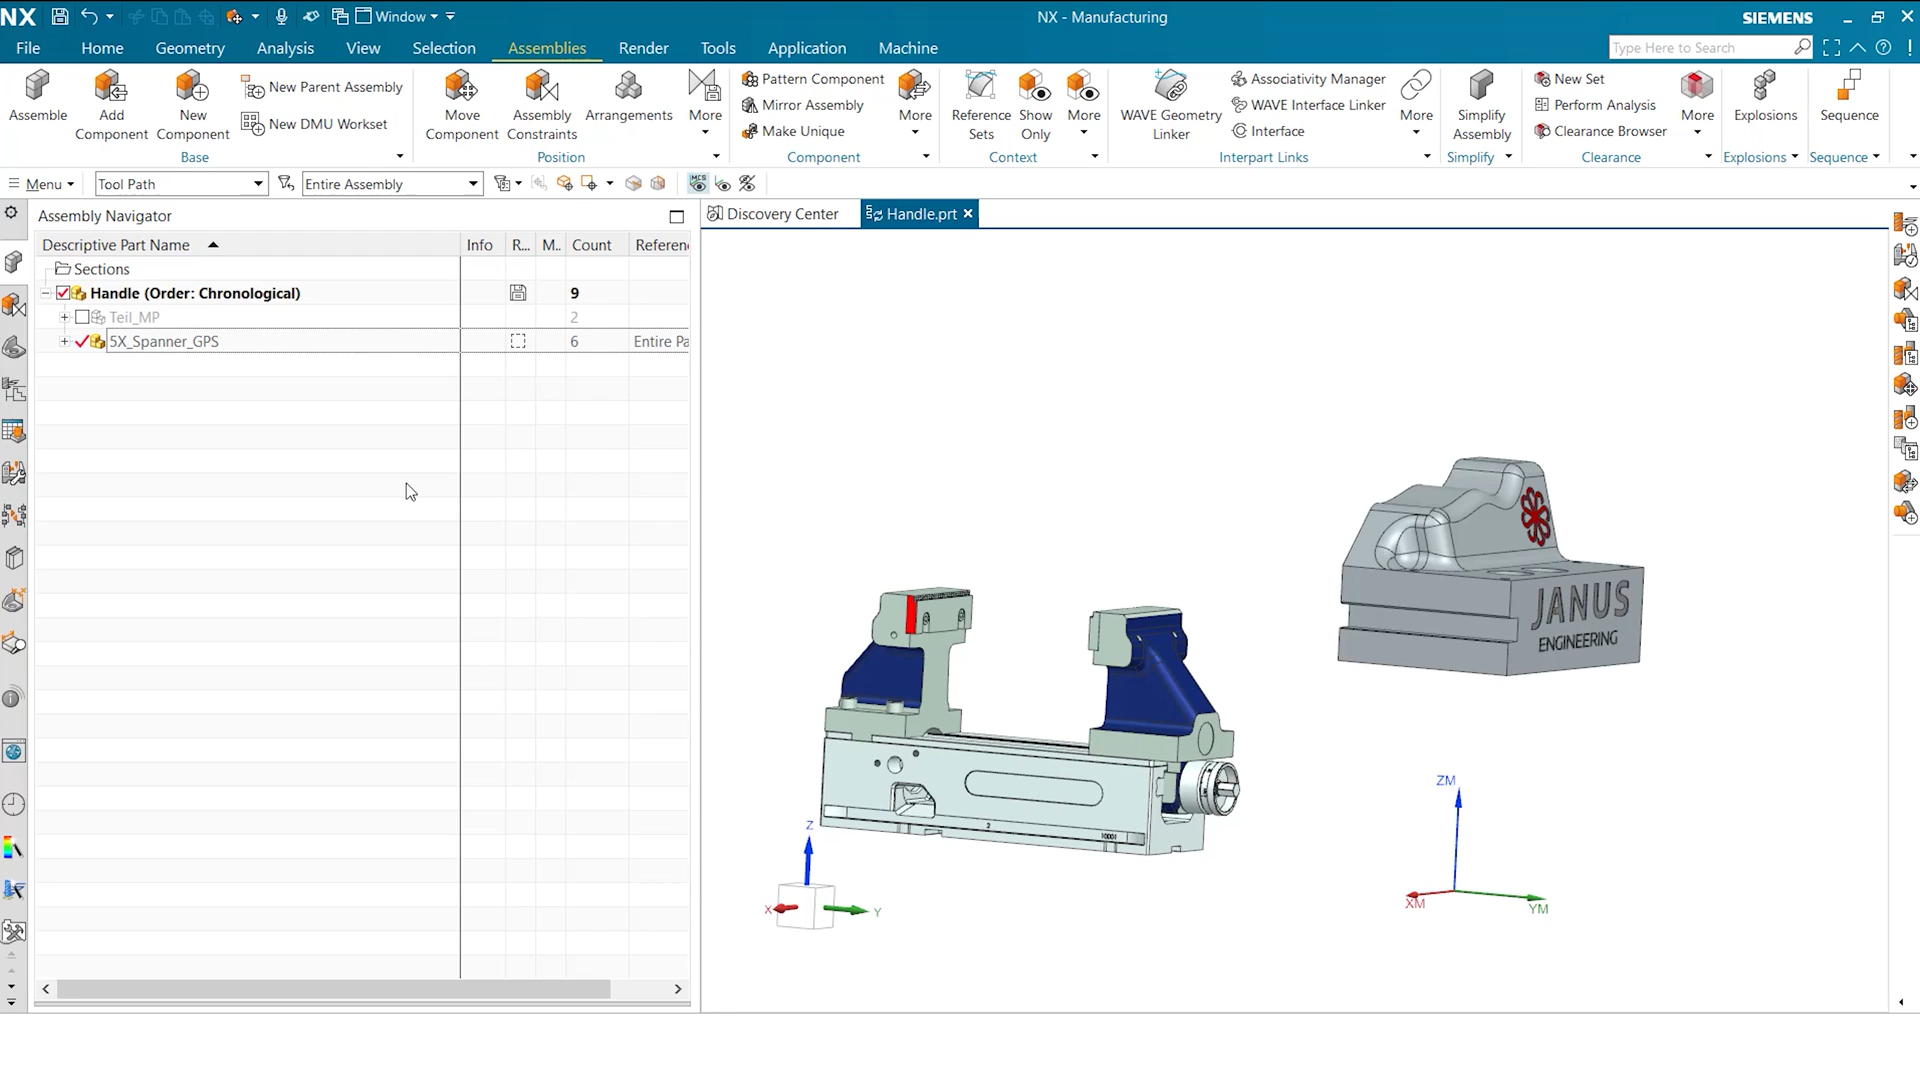 NX
Window
NX - Manufacturing
SIEMENS
File
Home
Geometry
Analysis
View
Selection
Assemblies
Render
Tools
Application
Machine
Type Here to Search
Assemble
Add
Component
New
Component
New Parent Assembly
New DMU Workset
Base
Move
Component
Assembly
Constraints
Arrangements
More
Position
Pattern Component
Mirror Assembly
Make Unique
More
Component
Reference
Sets
Show
Only
More
Context
WAVE Geometry
Linker
Associativity Manager
WAVE Interface Linker
Interface
More
Interpart Links
Simplify
Assembly
Simplify
New Set
Perform Analysis
Clearance Browser
More
Clearance
Explosions
Explosions
Sequence
Sequence
Menu
Tool Path
Entire Assembly
MCS
Assembly Navigator
Discovery Center
Handle.prt
Descriptive Part Name
Info
R...
M..
Count
Referen
Sections
Handle (Order: Chronological)
9
Teil_MP
2
5X_Spanner_GPS
6
Entire Pa
JANUS
ENGINEERING
2
10001
Z
X
Y
ZM
XM
YM